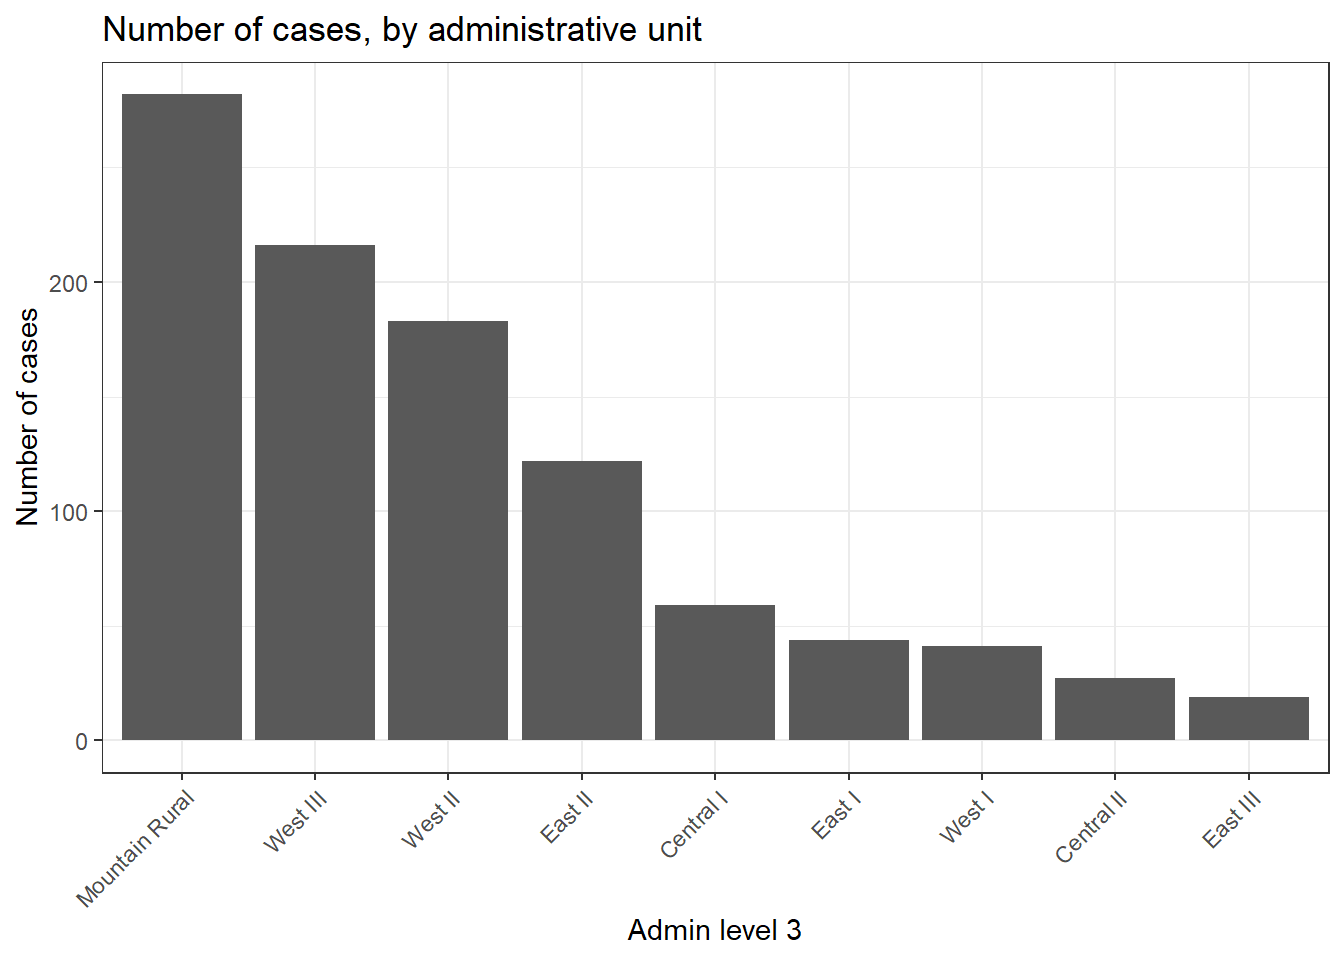 Number of cases, by administrative unit
Number of cases
200
100
0
Mountain Rural
West III
West II
East II
Central I
East I
West I
Central II
East III
Admin level 3